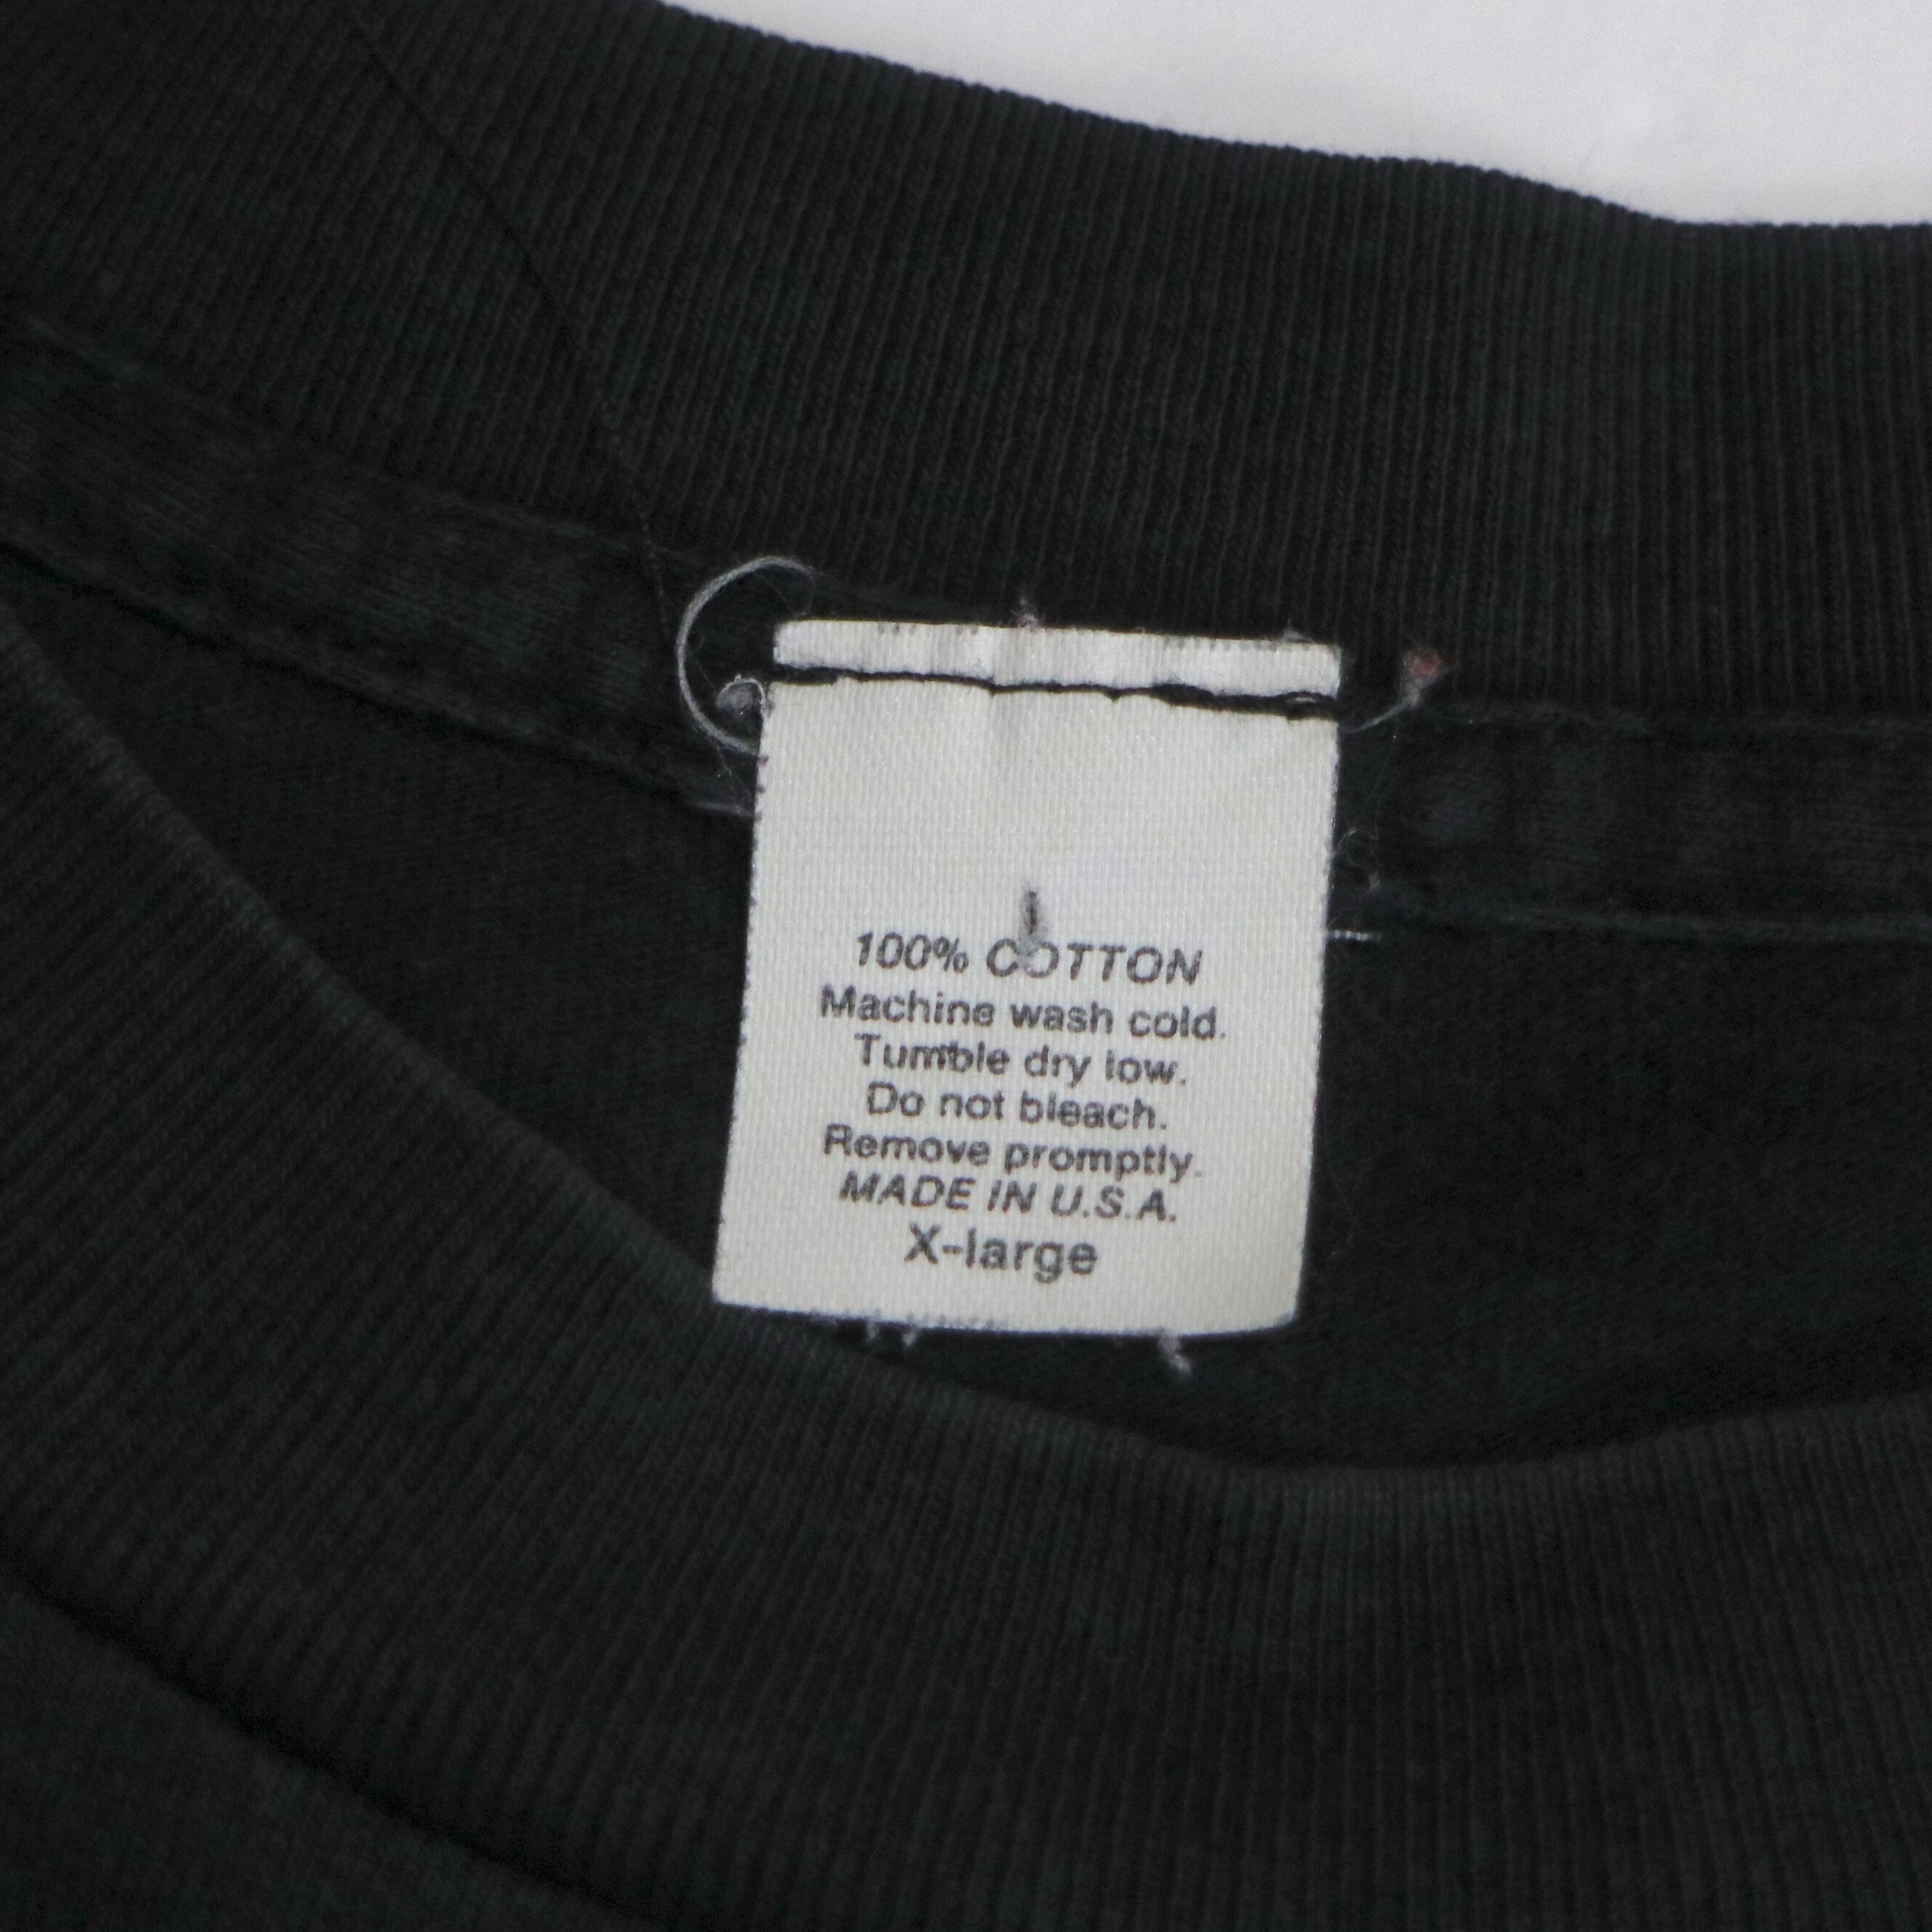 100% COTTON
Machine wash cold.
Tumble dry low.
Do not bleach.
Remove promptly.
MADE IN U.S.A.
X-large